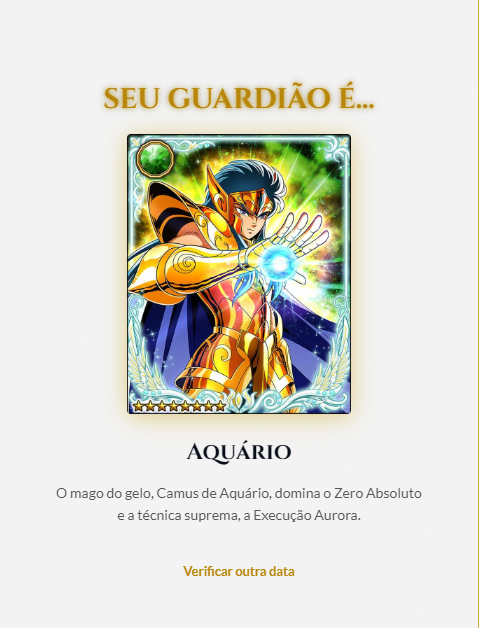 SEU GUARDIÃO É...
AQUÁRIO
O mago do gelo, Camus de Aquário, domina o Zero Absoluto
e a técnica suprema, a Execução Aurora.
Verificar outra data